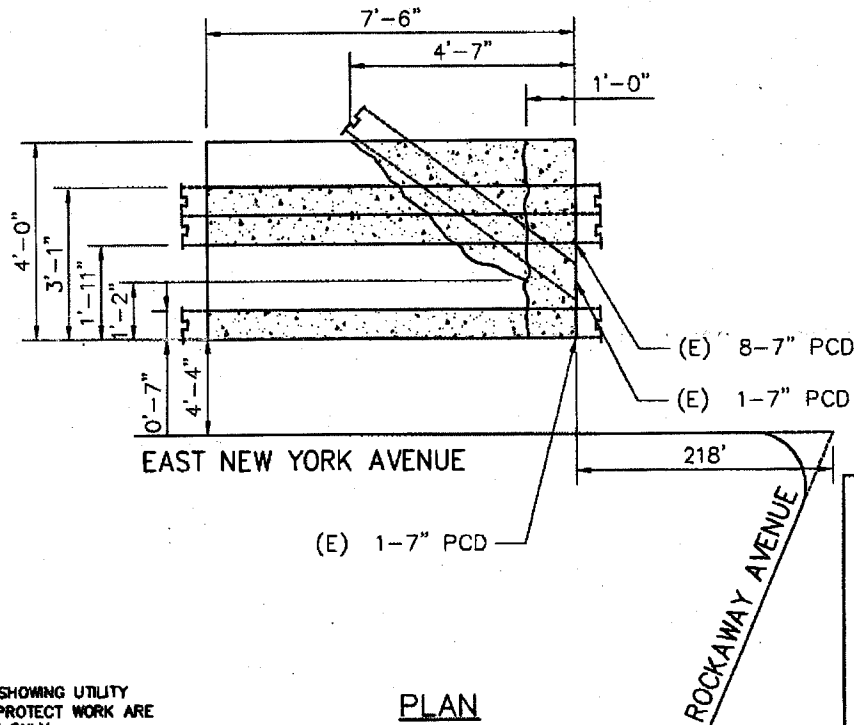 7'-6"
4'-7"
1'-0"
4'-0"
3'-1"
1'-11"
1'-2"
0'-7"
4'-4"
(E) 8-7" PCD
(E) 1-7" PCD
EAST NEW YORK AVENUE
218'
(E) 1-7" PCD
ROCKAWAY AVENUE
SHOWING UTILITY
PROTECT WORK ARE
PLAN